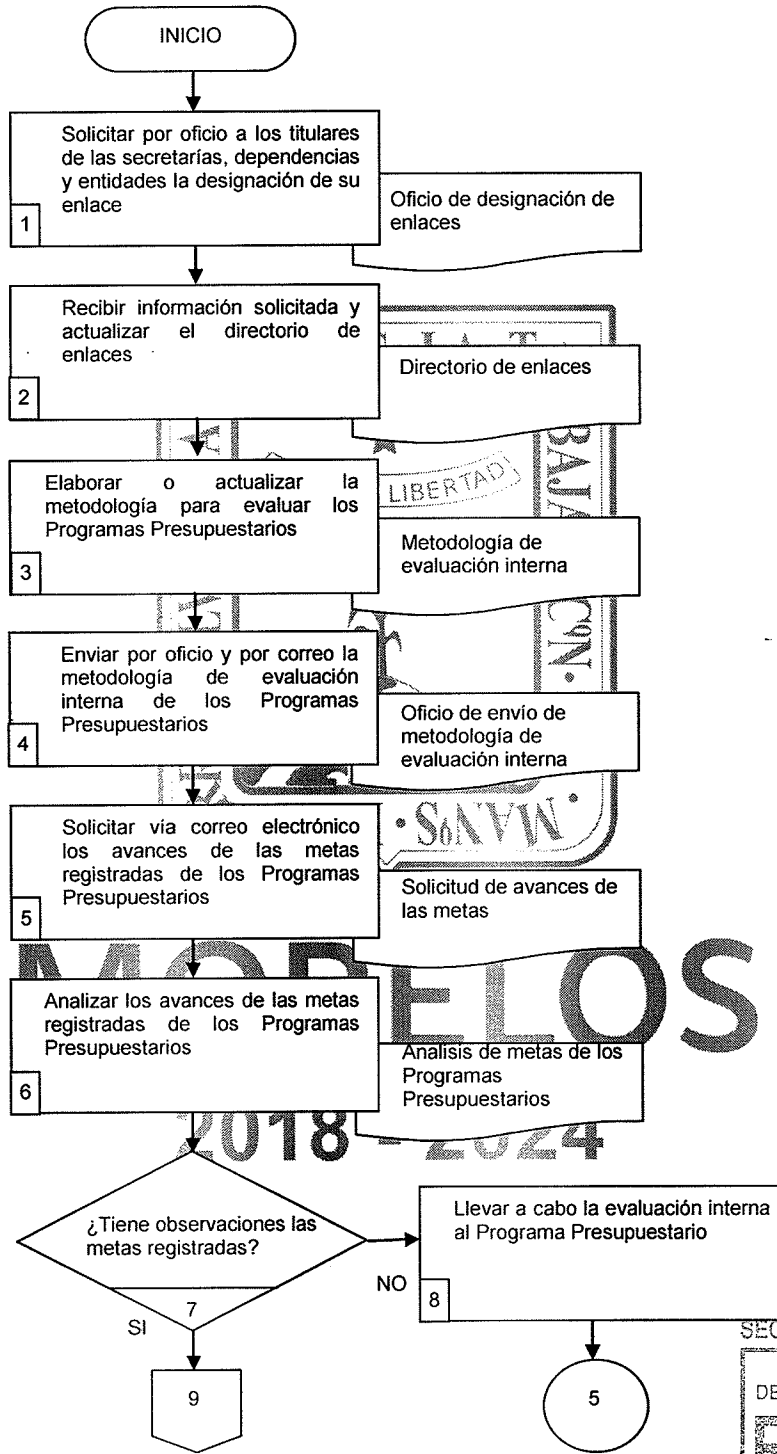 INICIO
Solicitar por oficio a los titulares
de las secretarías, dependencias
y entidades la designación de su
enlace
1
Oficio de designación de
enlaces
Recibir información solicitada y
actualizar el directorio de
enlaces
2
Directorio de enlaces
Elaborar o actualizar la
metodología para evaluar los
Programas Presupuestarios
3
Metodología de
evaluación interna
LIBERTAD
Enviar por oficio y por correo la
metodología de evaluación
interna de los Programas
Presupuestarios
4
Oficio de envío de
metodología de
evaluación interna
Solicitar vía correo electrónico
los avances de las metas
registradas de los Programas
Presupuestarios
5
Solicitud de avances de
las metas
MORELOS
Analizar los avances de las metas
registradas de los Programas
Presupuestarios
6
Analisis de metas de los
Programas
Presupuestarios
2018 - 2024
¿Tiene observaciones las
metas registradas?
7
NO
SI
Llevar a cabo la evaluación interna
al Programa Presupuestario
8
9
5
DE